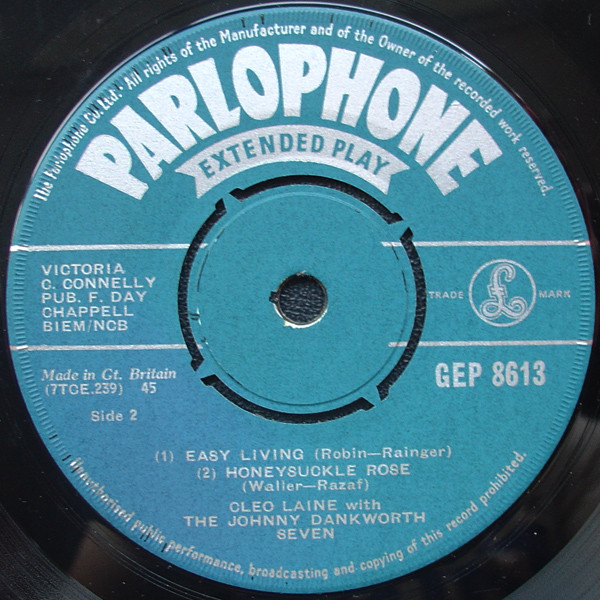 The Parlophone Co. Ltd. All rights of the Manufacturer and of the Owner of the recorded work reserved.
PARLOPHONE
EXTENDED PLAY
VICTORIA
C. CONNELLY
PUB. F. DAY
CHAPPELL
BIEM/NCB
TRADE £ MARK
Made in Gt. Britain
(7TCE.239) 45
GEP 8613
Side 2
(1) EASY LIVING (Robin—Rainger)
(2) HONEYSUCKLE ROSE
(Waller—Razaf)
CLEO LAINE with
THE JOHNNY DANKWORTH
SEVEN
Unauthorised public performance, broadcasting and copying of this record prohibited.